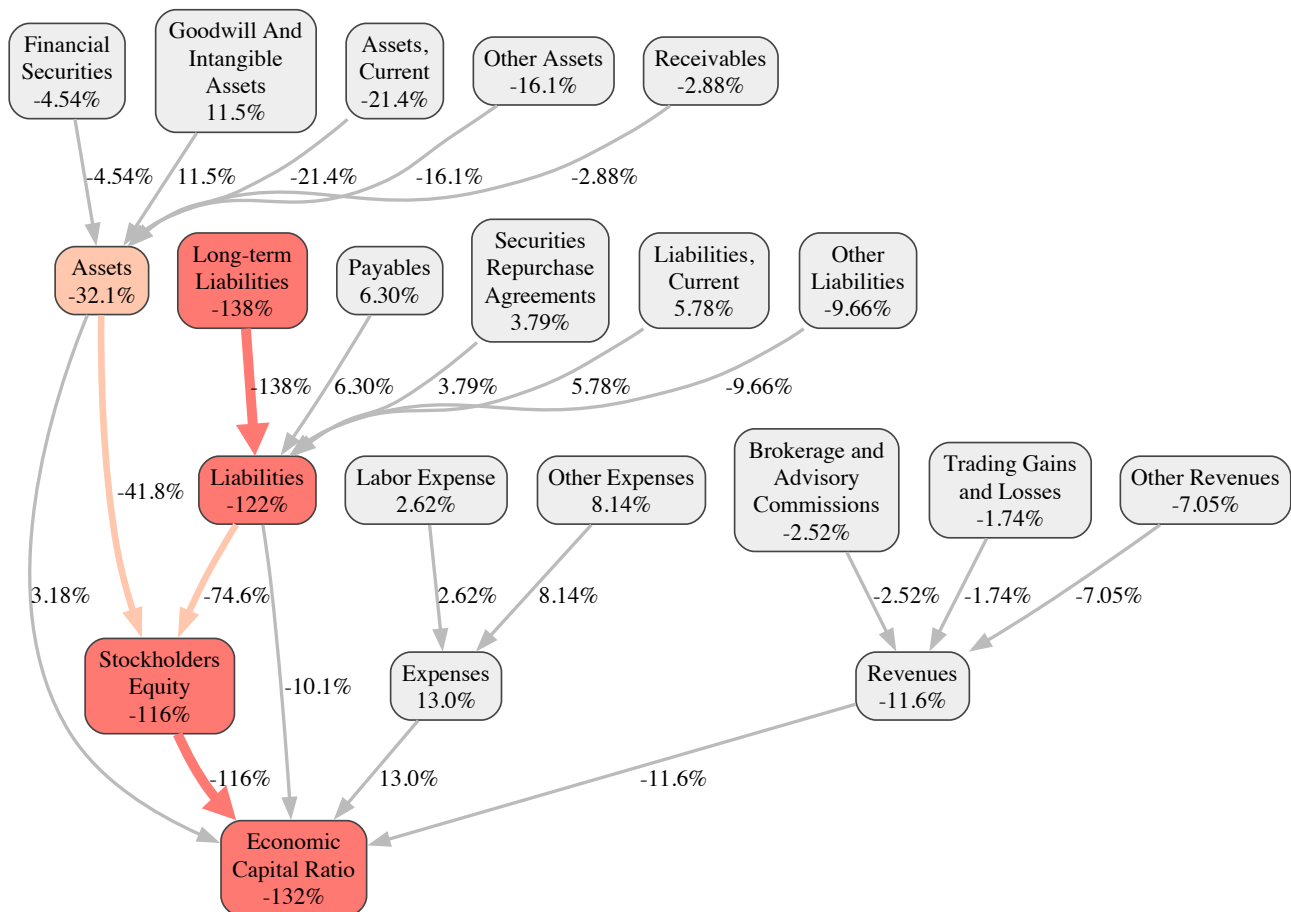 Financial
Securities
-4.54%
Goodwill And
Intangible
Assets
11.5%
Assets,
Current
-21.4%
Other Assets
-16.1%
Receivables
-2.88%
-4.54%
11.5%
-21.4%
-16.1%
-2.88%
Assets
-32.1%
Long-term
Liabilities
-138%
Payables
6.30%
Securities
Repurchase
Agreements
3.79%
Liabilities,
Current
5.78%
Other
Liabilities
-9.66%
-138%
6.30%
3.79%
5.78%
-9.66%
Liabilities
-122%
Labor Expense
2.62%
Other Expenses
8.14%
Brokerage and
Advisory
Commissions
-2.52%
Trading Gains
and Losses
-1.74%
Other Revenues
-7.05%
-41.8%
3.18%
-74.6%
2.62%
8.14%
-2.52%
-1.74%
-7.05%
Stockholders
Equity
-116%
-10.1%
Expenses
13.0%
Revenues
-11.6%
-116%
13.0%
-11.6%
Economic
Capital Ratio
-132%